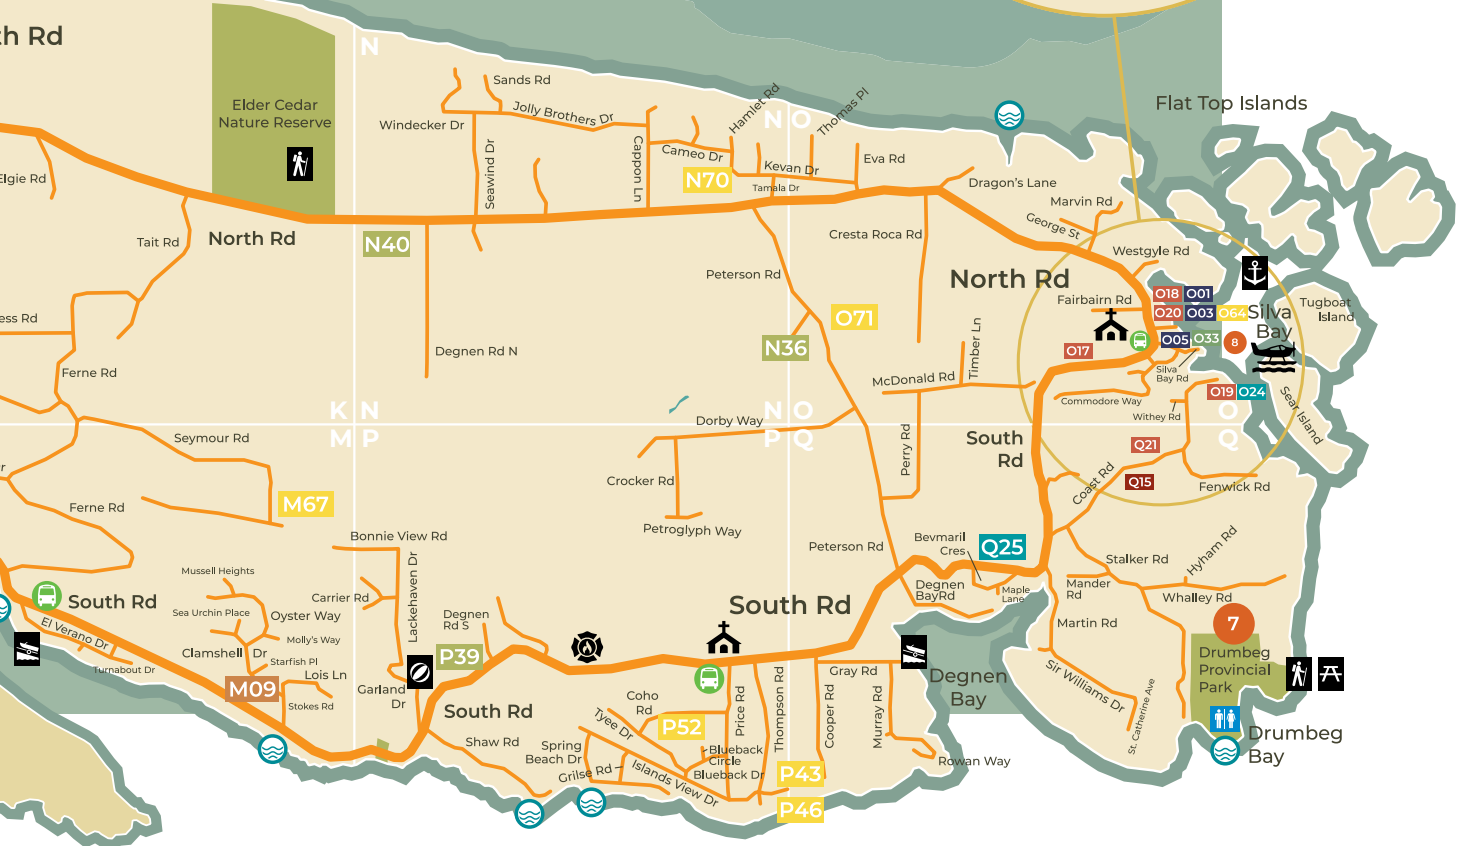 th Rd
N
Elder Cedar
Nature Reserve
Sands Rd
Jolly Brothers Dr
Windecker Dr
Seawind Dr
Cappon Ln
Cameo Dr
N70
Hamlet Rd
N O
Thomas Pl
Kevan Dr
Tamala Dr
Eva Rd
Flat Top Islands
Dragon's Lane
Marvin Rd
George St
Westgyle Rd
Elgie Rd
Tait Rd
North Rd
N40
Cresta Roca Rd
Peterson Rd
North Rd
Fairbairn Rd
O18 O01
O20 O03 O64
Silva
Bay
Tugboat
Island
O05 O33
8
O17
O71
N36
ess Rd
Degnen Rd N
Ferne Rd
Timber Ln
McDonald Rd
Silva
Bay Rd
Commodore Way
Withey Rd
O19 O24
Sear Island
K N
M P
N O
P Q
O
Q
Dorby Way
Seymour Rd
South
Rd
Perry Rd
Q21
Q15
Coast Rd
Fenwick Rd
Crocker Rd
M67
Ferne Rd
Petroglyph Way
Bonnie View Rd
Peterson Rd
Bevmaril
Cres
Q25
Stalker Rd
Hyham Rd
Mussell Heights
Lackehaven Dr
Carrier Rd
Degnen
BayRd
Maple
Lane
Mander
Rd
Whalley Rd
South Rd
Sea Urchin Place
Oyster Way
Degnen
Rd S
South Rd
Martin Rd
7
El Verano Dr
Molly's Way
Clamshell Dr
Turnabout Dr
Starfish Pl
Lois Ln
P39
M09
Garland
Dr
Stokes Rd
Gray Rd
Degnen
Bay
Drumbeg
Provincial
Park
Sir Williams Dr
St. Catherine Ave
South Rd
Coho
Rd
Price Rd
Thompson Rd
Cooper Rd
Murray Rd
P52
Tyee Dr
Shaw Rd
Spring
Beach Dr
Blueback
Circle
Blueback Dr
Grilse Rd
Islands View Dr
P43
P46
Rowan Way
Drumbeg
Bay